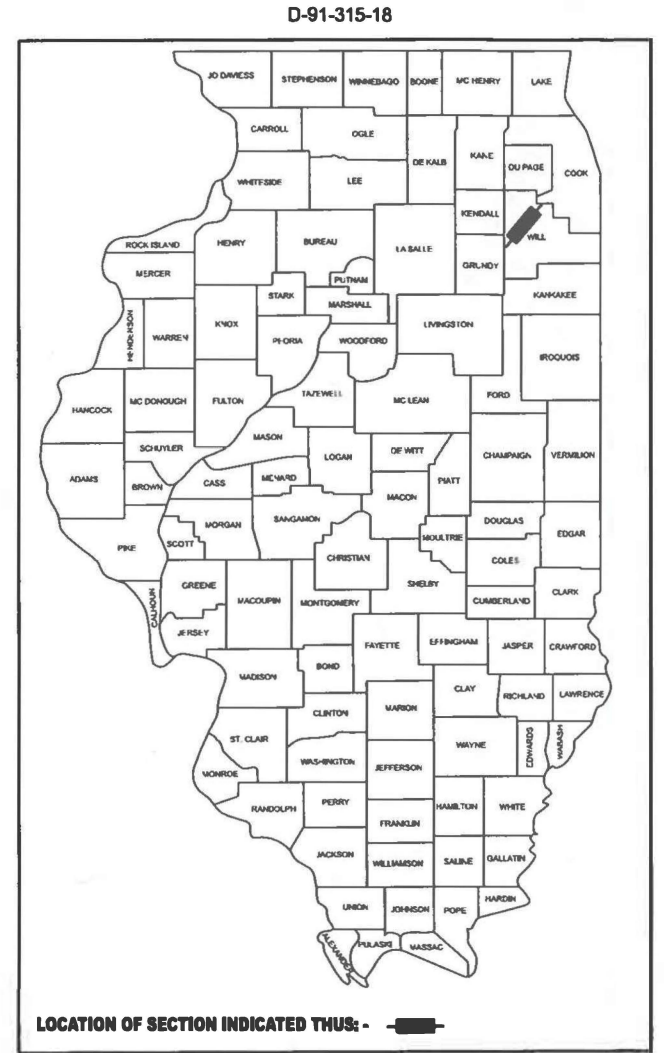 D-91-315-18
JO DAVIESS STEPHENSON WINNEBAGO BOONE MC HENRY LAKE
CARROLL OGLE DE KALB KANE DU PAGE COOK
WHITESIDE LEE KENDALL WILL
ROCK ISLAND HENRY BUREAU LA SALLE GRUNDY
MERCER PUTNAM KANKAKEE
STARK MARSHALL LIVINGSTON
HENDERSON WARREN KNOX PEORIA WOODFORD IROQUOIS
HANCOCK MC DONOUGH FULTON TAZEWELL MC LEAN FORD
SCHUYLER MASON LOGAN DE WITT CHAMPAIGN VERMILION
ADAMS BROWN CASS MENARD MACON PIATT
PIKE SCOTT MORGAN SANGAMON CHRISTIAN MOULTRIE DOUGLAS EDGAR
COLES
CALHOUN GREENE MACOUPIN MONTGOMERY SHELBY CUMBERLAND CLARK
JERSEY FAYETTE EFFINGHAM JASPER CRAWFORD
MADISON BOND CLAY RICHLAND LAWRENCE
CLINTON MARION
ST. CLAIR WAYNE EDWARDS WABASH
WASHINGTON JEFFERSON
MONROE
RANDOLPH PERRY HAMILTON WHITE
FRANKLIN
JACKSON WILLIAMSON SALINE GALLATIN
UNION JOHNSON POPE HARDIN
ALEXANDER PULASKI MASSAC
LOCATION OF SECTION INDICATED THUS: -